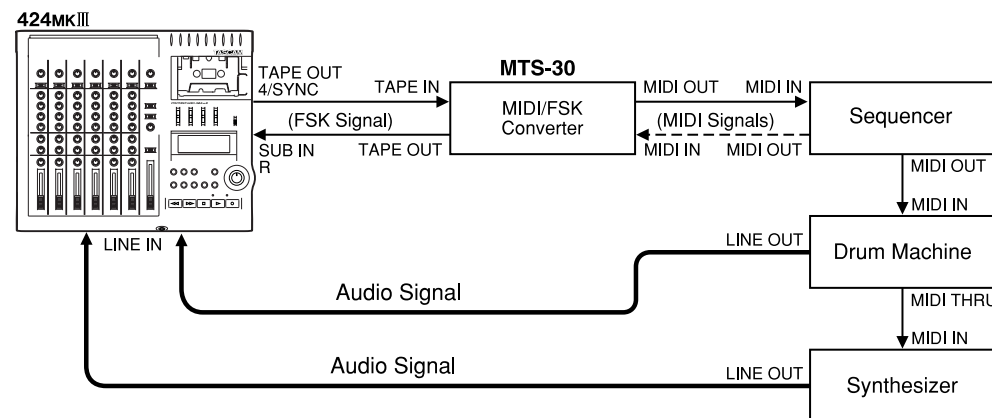 424MKIII
TASCAM
TAPE OUT
4/SYNC
TAPE IN
(FSK Signal)
SUB IN
R
TAPE OUT
MTS-30
MIDI/FSK
Converter
MIDI OUT
MIDI IN
(MIDI Signals)
MIDI IN
MIDI OUT
Sequencer
MIDI OUT
MIDI IN
LINE IN
LINE OUT
Drum Machine
Audio Signal
MIDI THRU
MIDI IN
Audio Signal
LINE OUT
Synthesizer